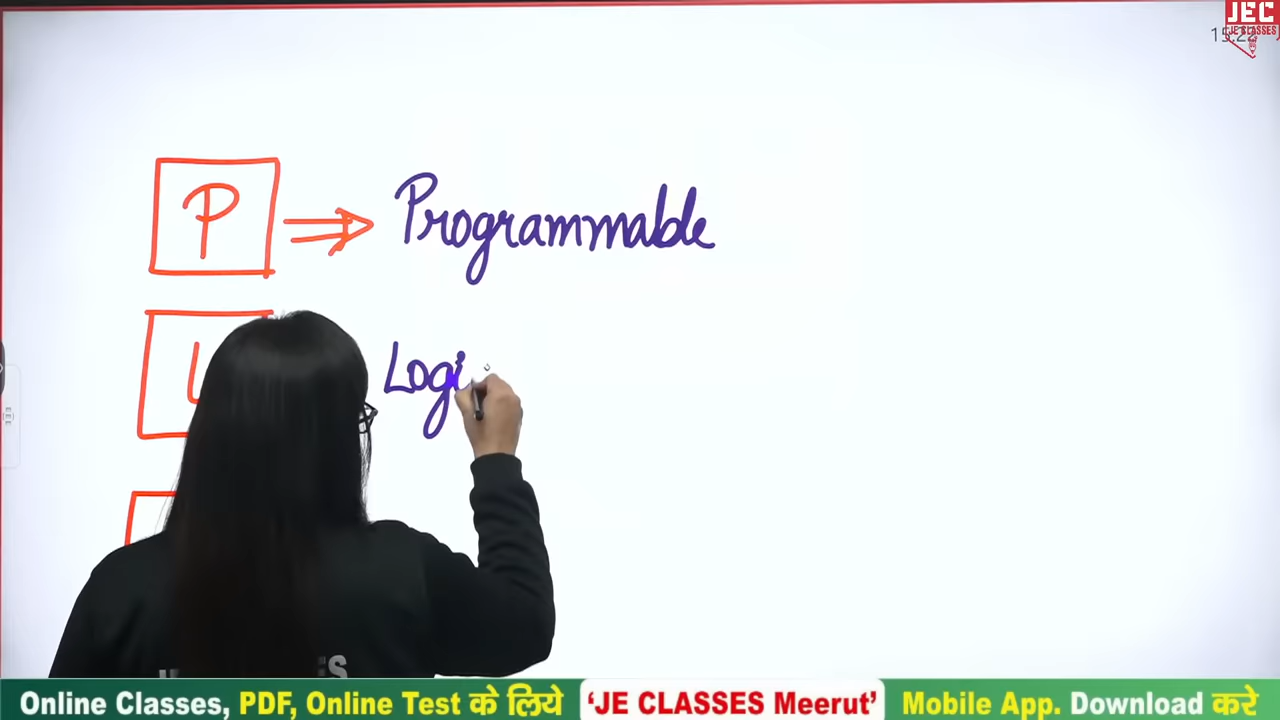 JEC
JE CLASSES
P Programmable
L Logi
Online Classes, PDF, Online Test के लिये 'JE CLASSES Meerut' Mobile App. Download करे